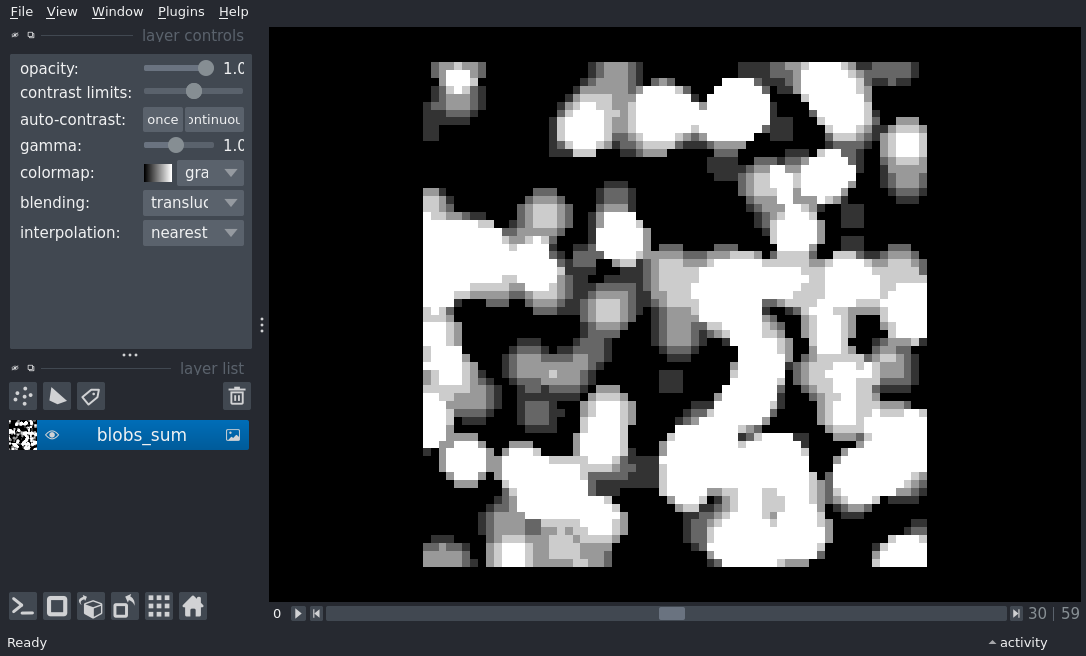 File View Window Plugins Help
layer controls
opacity: 1.0
contrast limits:
auto-contrast: once ontinuou
gamma: 1.0
colormap: gra
blending: transluc
interpolation: nearest
layer list
blobs_sum
0 30 | 59
Ready activity